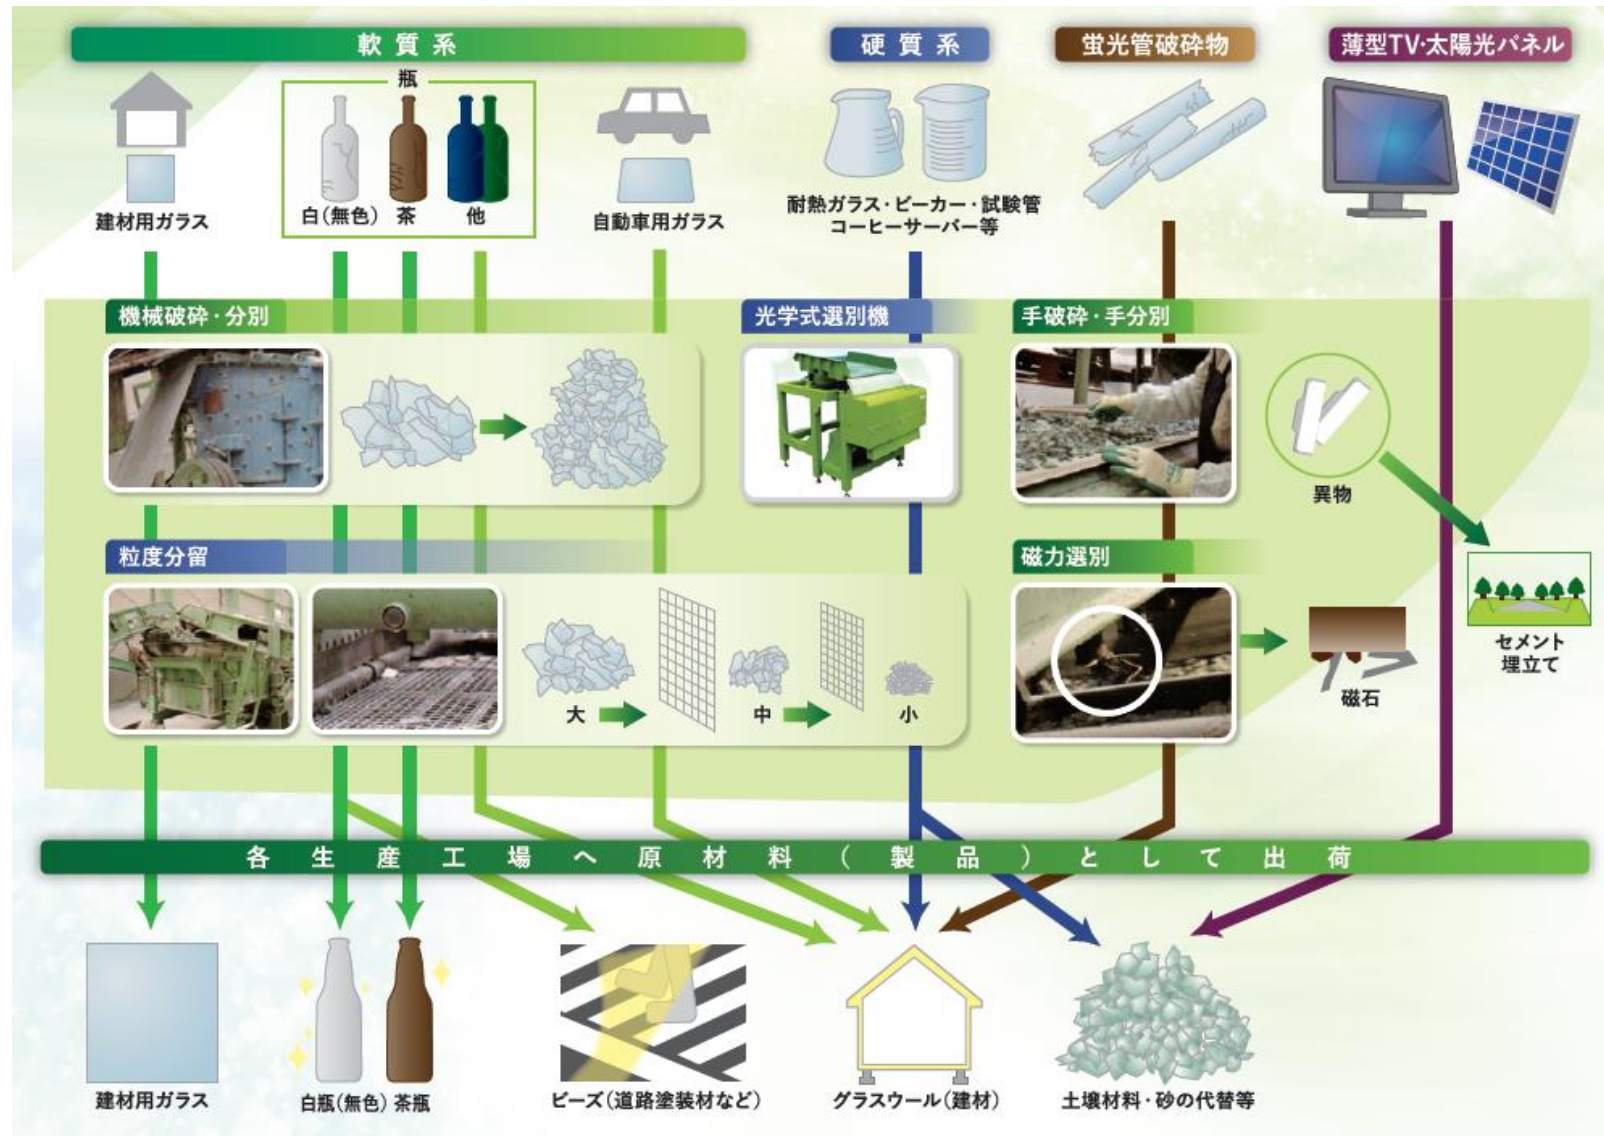 軟質系
硬質系
蛍光管破砕物
薄型TV・太陽光パネル
瓶
建材用ガラス
白(無色)
茶
他
自動車用ガラス
耐熱ガラス・ビーカー・試験管
コーヒーサーバー等
機械破砕・分別
光学式選別機
手破砕・手分別
異物
粒度分留
磁力選別
大
中
小
磁石
セメント
埋立て
各生産工場へ原材料(製品)として出荷
建材用ガラス
白瓶(無色)
茶瓶
ビーズ(道路塗装材など)
グラスウール(建材)
土壌材料・砂の代替等